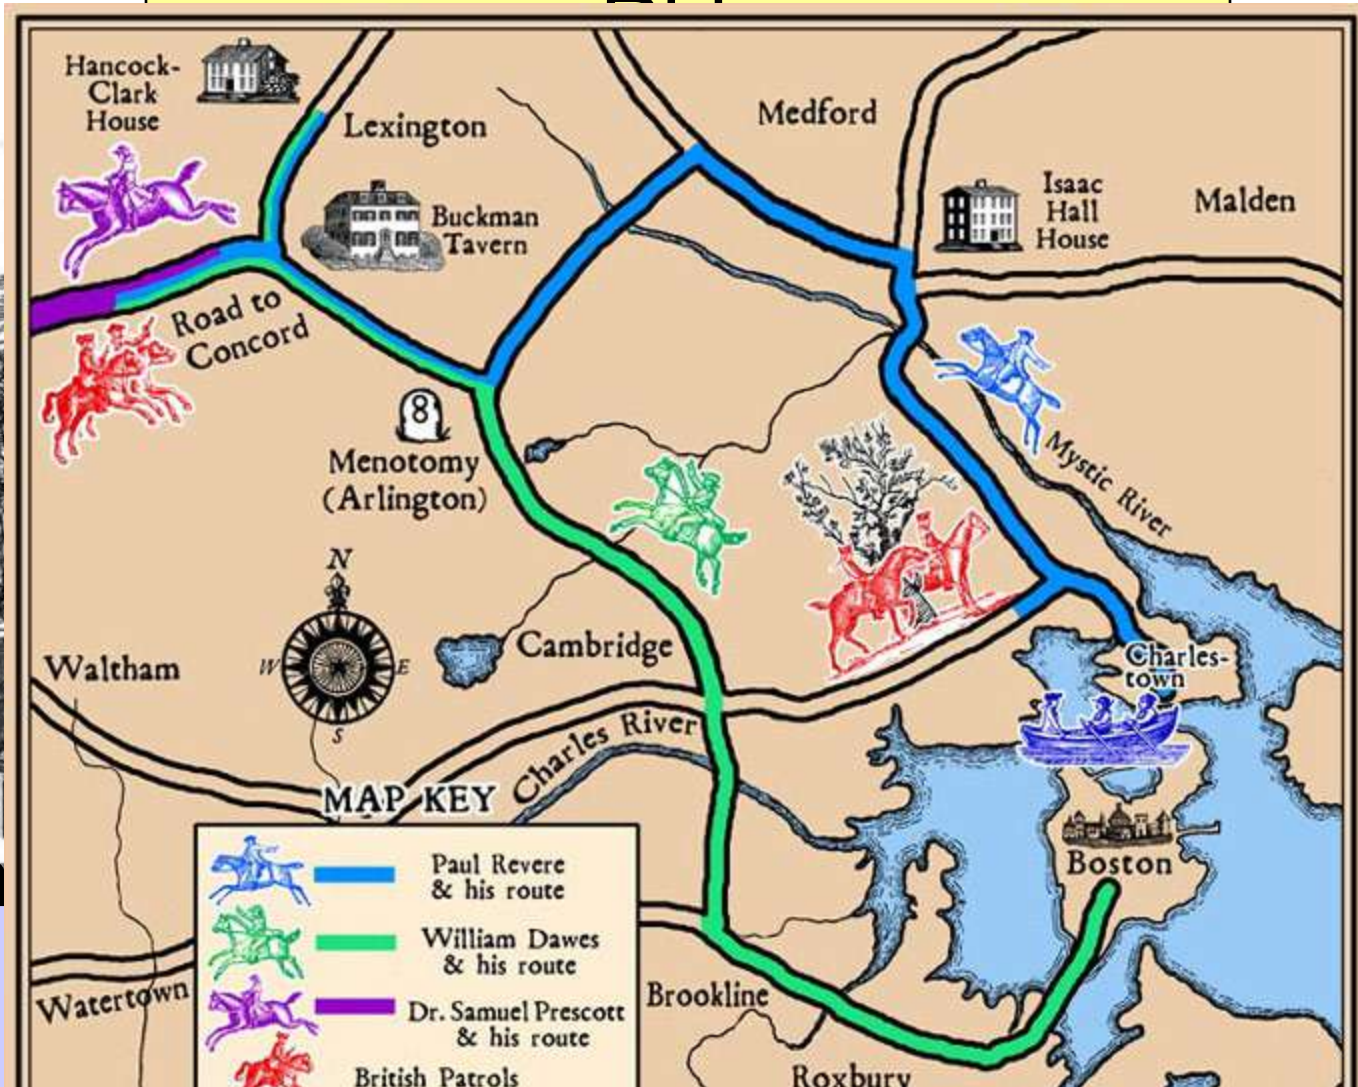 Hancock-
Clark
House
Lexington
Medford
Buckman
Tavern
Isaac
Hall
House
Malden
Road to
Concord
8
Menotomy
(Arlington)
Mystic River
N
W
E
S
Waltham
Cambridge
Charles-
town
Charles River
MAP KEY
Boston
Paul Revere
& his route
William Dawes
& his route
Dr. Samuel Prescott
& his route
British Patrols
Watertown
Brookline
Roxbury